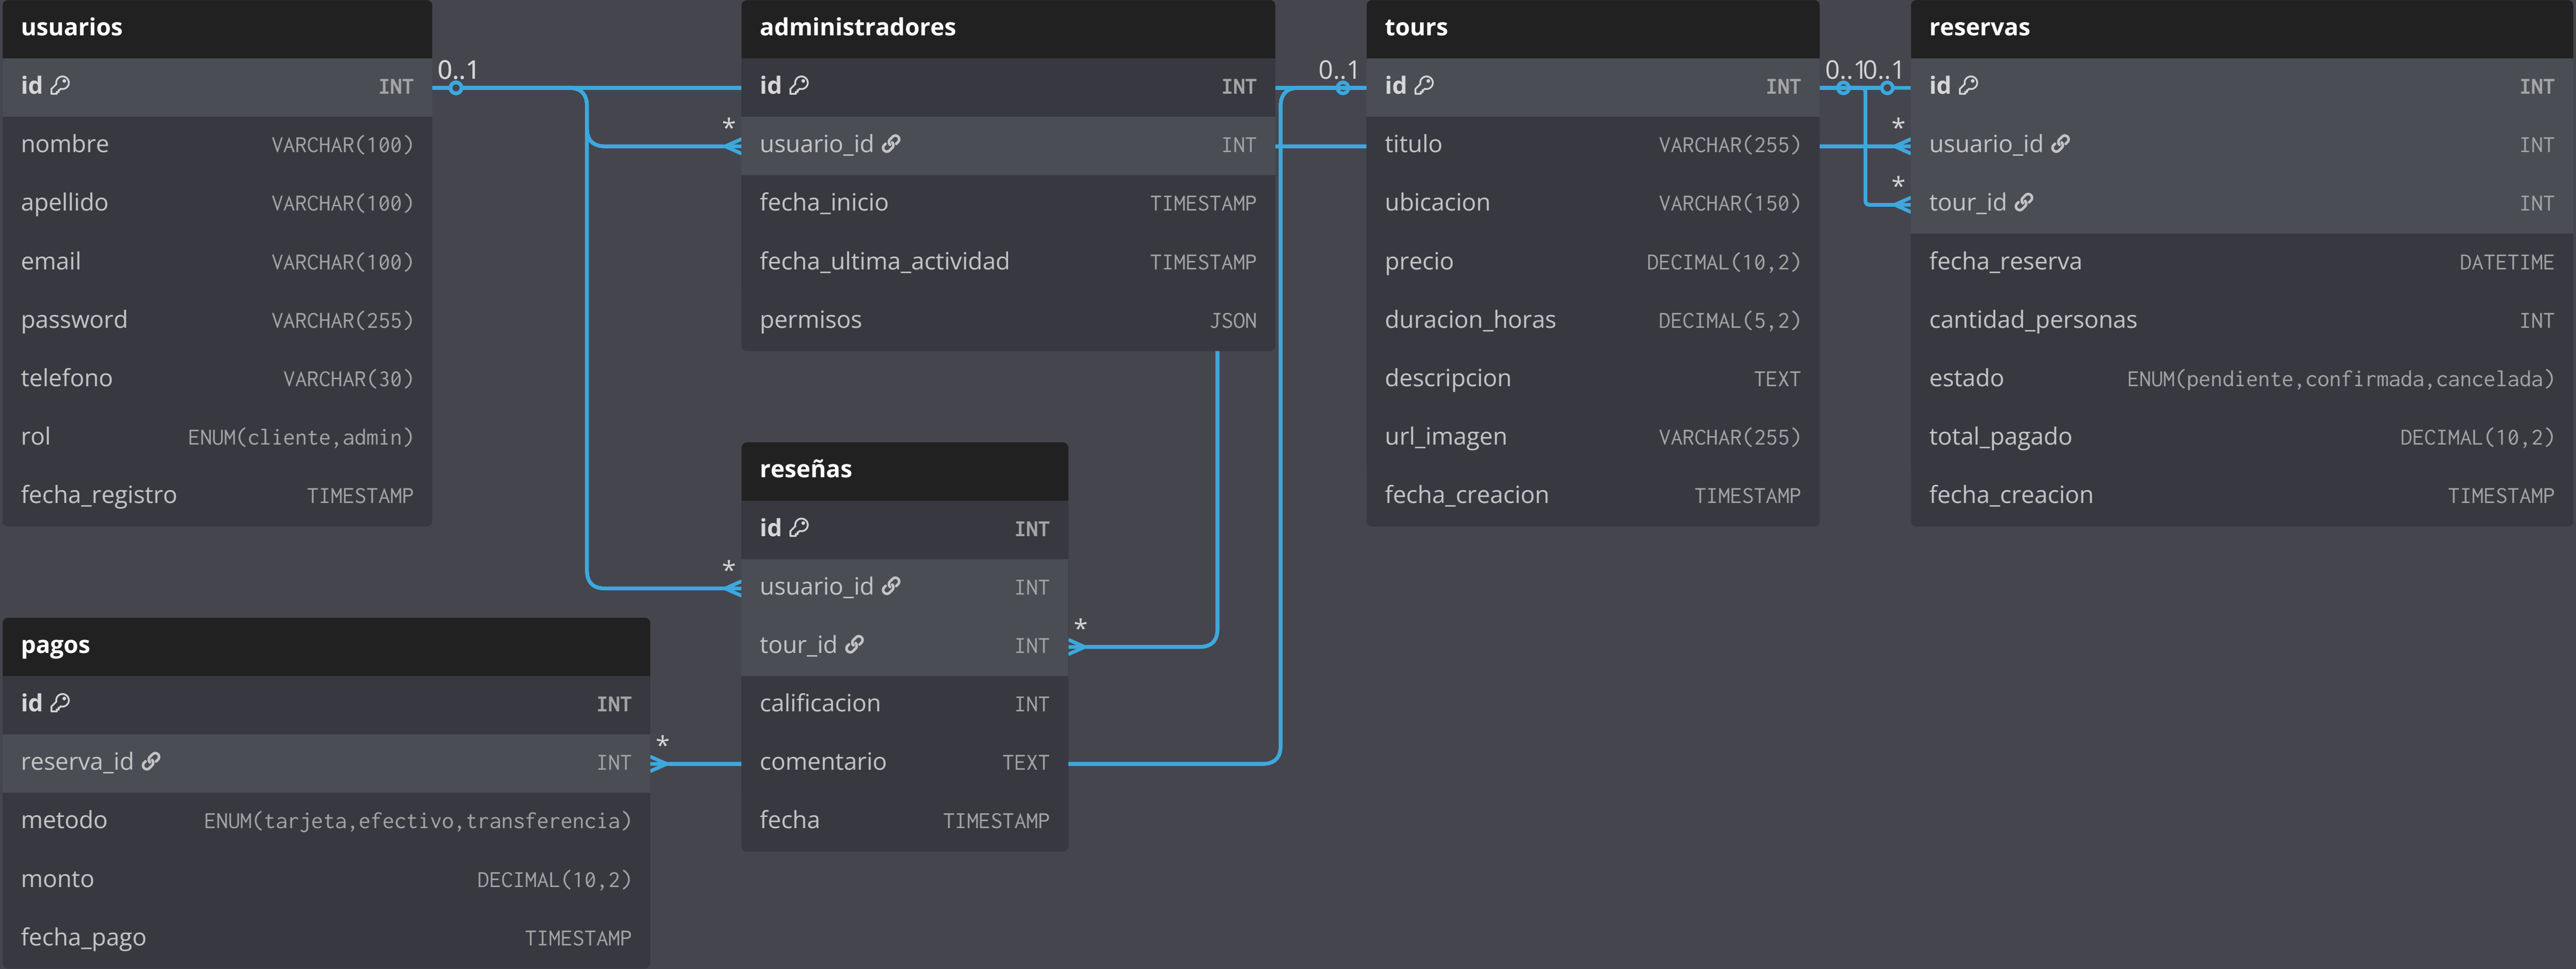 usuarios
id INT
nombre VARCHAR(100)
apellido VARCHAR(100)
email VARCHAR(100)
password VARCHAR(255)
telefono VARCHAR(30)
rol ENUM(cliente,admin)
fecha_registro TIMESTAMP
0..1
administradores
id INT
*
usuario_id INT
fecha_inicio TIMESTAMP
fecha_ultima_actividad TIMESTAMP
permisos JSON
0..1
tours
id INT
titulo VARCHAR(255)
ubicacion VARCHAR(150)
precio DECIMAL(10,2)
duracion_horas DECIMAL(5,2)
descripcion TEXT
url_imagen VARCHAR(255)
fecha_creacion TIMESTAMP
0..1
0..1
reservas
id INT
*
usuario_id INT
*
tour_id INT
fecha_reserva DATETIME
cantidad_personas INT
estado ENUM(pendiente,confirmada,cancelada)
total_pagado DECIMAL(10,2)
fecha_creacion TIMESTAMP
reseñas
id INT
*
usuario_id INT
*
tour_id INT
calificacion INT
comentario TEXT
fecha TIMESTAMP
pagos
id INT
*
reserva_id INT
metodo ENUM(tarjeta,efectivo,transferencia)
monto DECIMAL(10,2)
fecha_pago TIMESTAMP